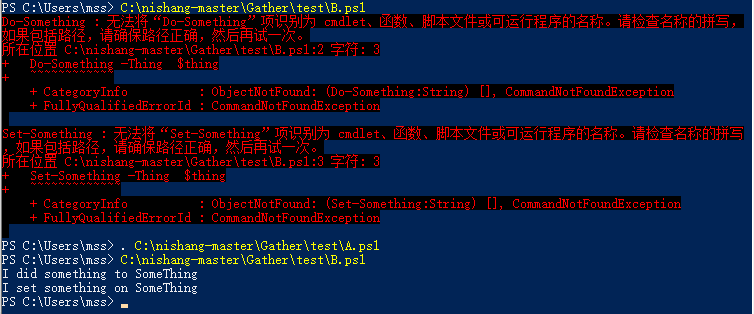 PS C:\Users\mss> C:\nishang-master\Gather\test\B.ps1
Do-Something : 无法将“Do-Something”项识别为 cmdlet、函数、脚本文件或可运行程序的名称。请检查名称的拼写，
如果包括路径，请确保路径正确，然后再试一次。
所在位置 C:\nishang-master\Gather\test\B.ps1:2 字符: 3
+   Do-Something -Thing  $thing
+   ~~~~~~~~~~~~
    + CategoryInfo          : ObjectNotFound: (Do-Something:String) [], CommandNotFoundException
    + FullyQualifiedErrorId : CommandNotFoundException
Set-Something : 无法将“Set-Something”项识别为 cmdlet、函数、脚本文件或可运行程序的名称。请检查名称的拼写
，如果包括路径，请确保路径正确，然后再试一次。
所在位置 C:\nishang-master\Gather\test\B.ps1:3 字符: 3
+   Set-Something -Thing  $thing
+   ~~~~~~~~~~~~~
    + CategoryInfo          : ObjectNotFound: (Set-Something:String) [], CommandNotFoundException
    + FullyQualifiedErrorId : CommandNotFoundException
PS C:\Users\mss> . C:\nishang-master\Gather\test\A.ps1
PS C:\Users\mss> C:\nishang-master\Gather\test\B.ps1
I did something to SomeThing
I set something on SomeThing
PS C:\Users\mss>